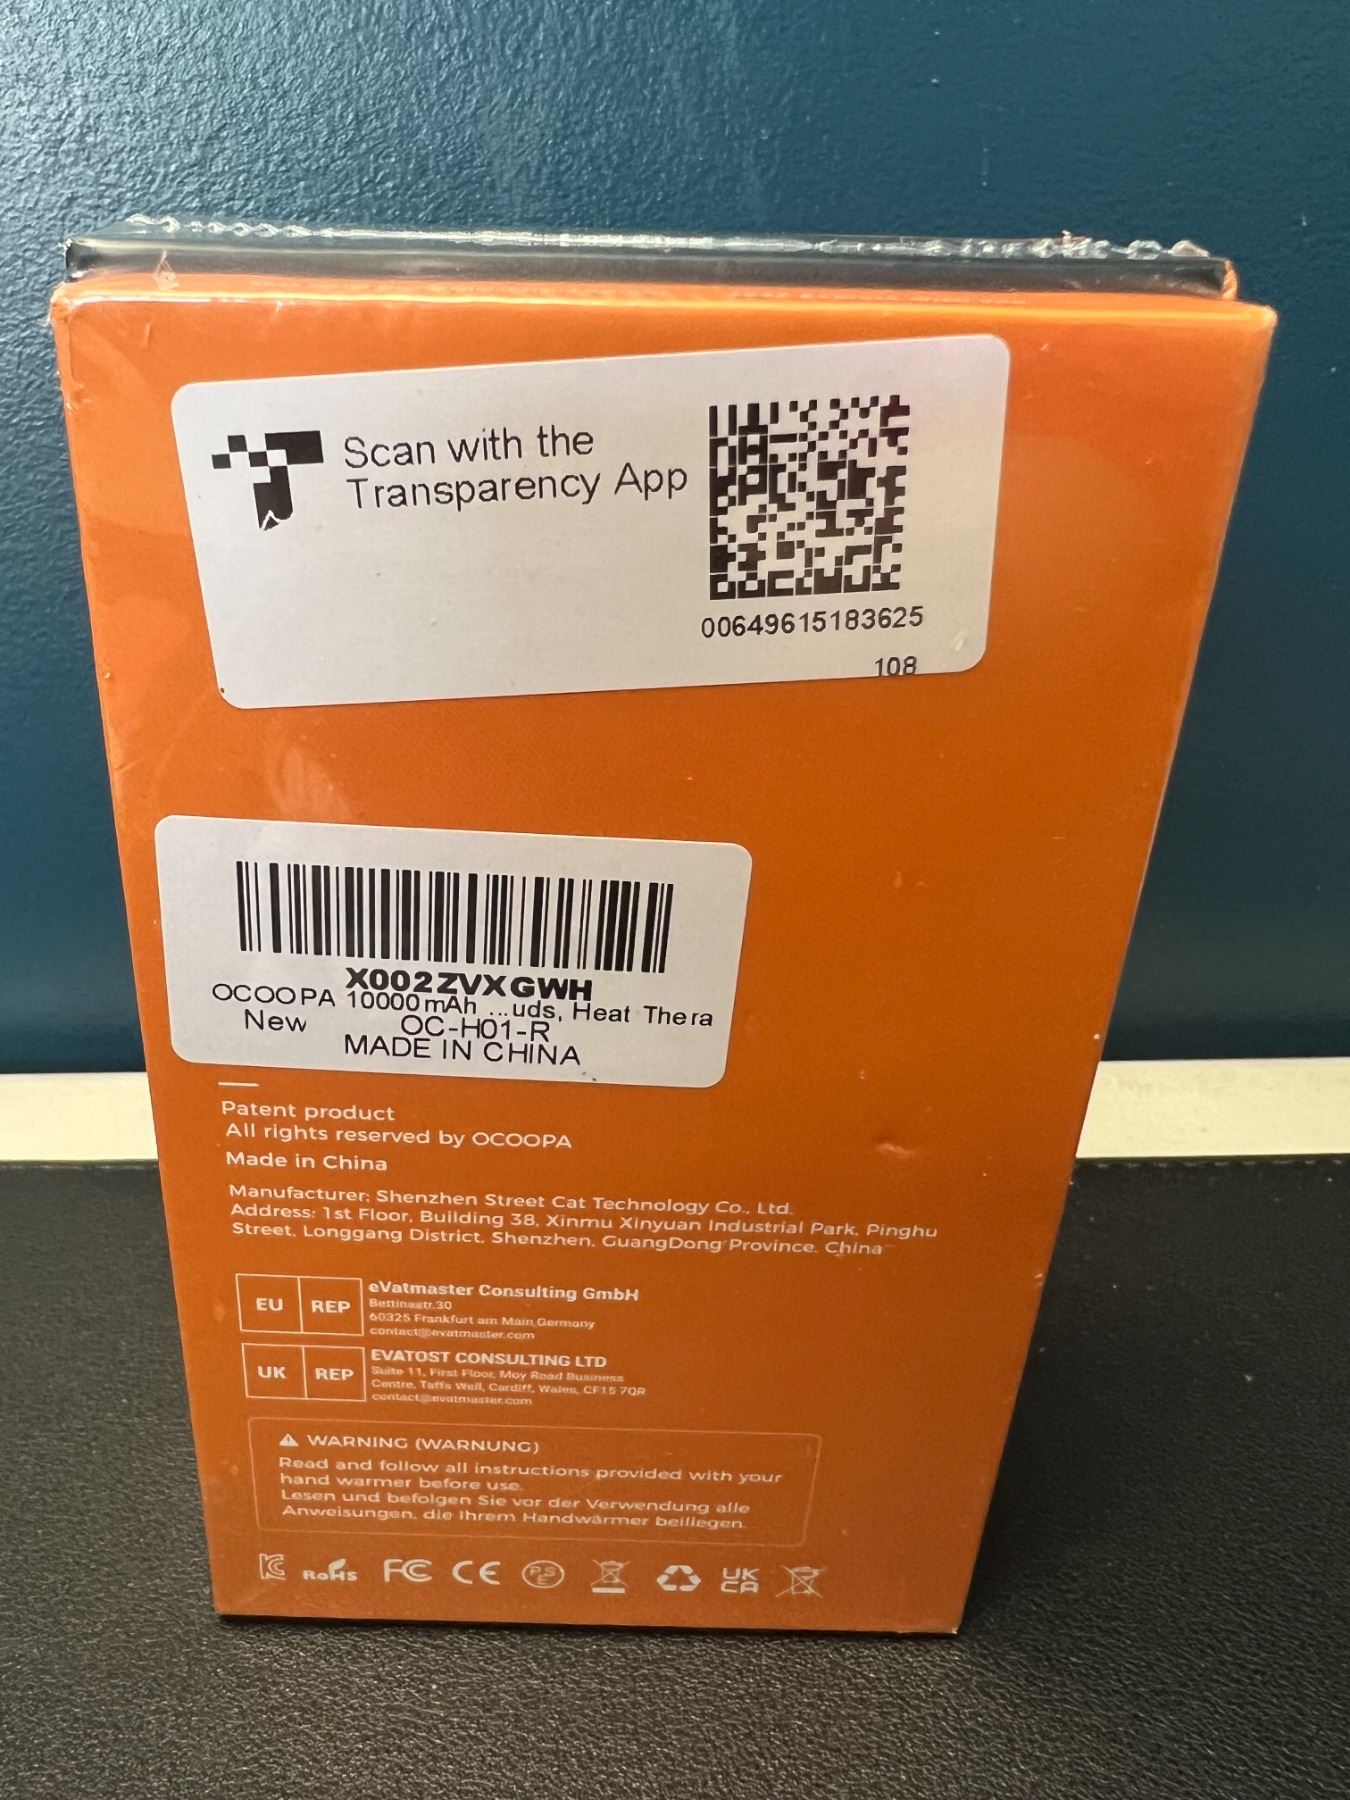 Scan with the
Transparency App
00649615183625
108
X002ZVXGWH
OCOOPA 10000mAh ...uds, Heat Thera
New OC-H01-R
MADE IN CHINA
Patent product
All rights reserved by OCOOPA
Made in China
Manufacturer: Shenzhen Street Cat Technology Co., Ltd.
Address: 1st Floor, Building 38, Xinmu Xinyuan Industrial Park, Pinghu
Street, Longgang District, Shenzhen, GuangDong Province, China
EU REP
eVatmaster Consulting GmbH
Bettinastr.30
60325 Frankfurt am Main,Germany
contact@evatmaster.com
UK REP
EVATOST CONSULTING LTD
Suite 11, First Floor, Moy Road Business
Centre, Taffs Well, Cardiff, Wales, CF15 7QR
contact@evatmaster.com
WARNING (WARNUNG)
Read and follow all instructions provided with your
hand warmer before use.
Lesen und befolgen Sie vor der Verwendung alle
Anweisungen, die Ihrem Handwärmer beiliegen.
KC RoHS FC CE PSE UKCA